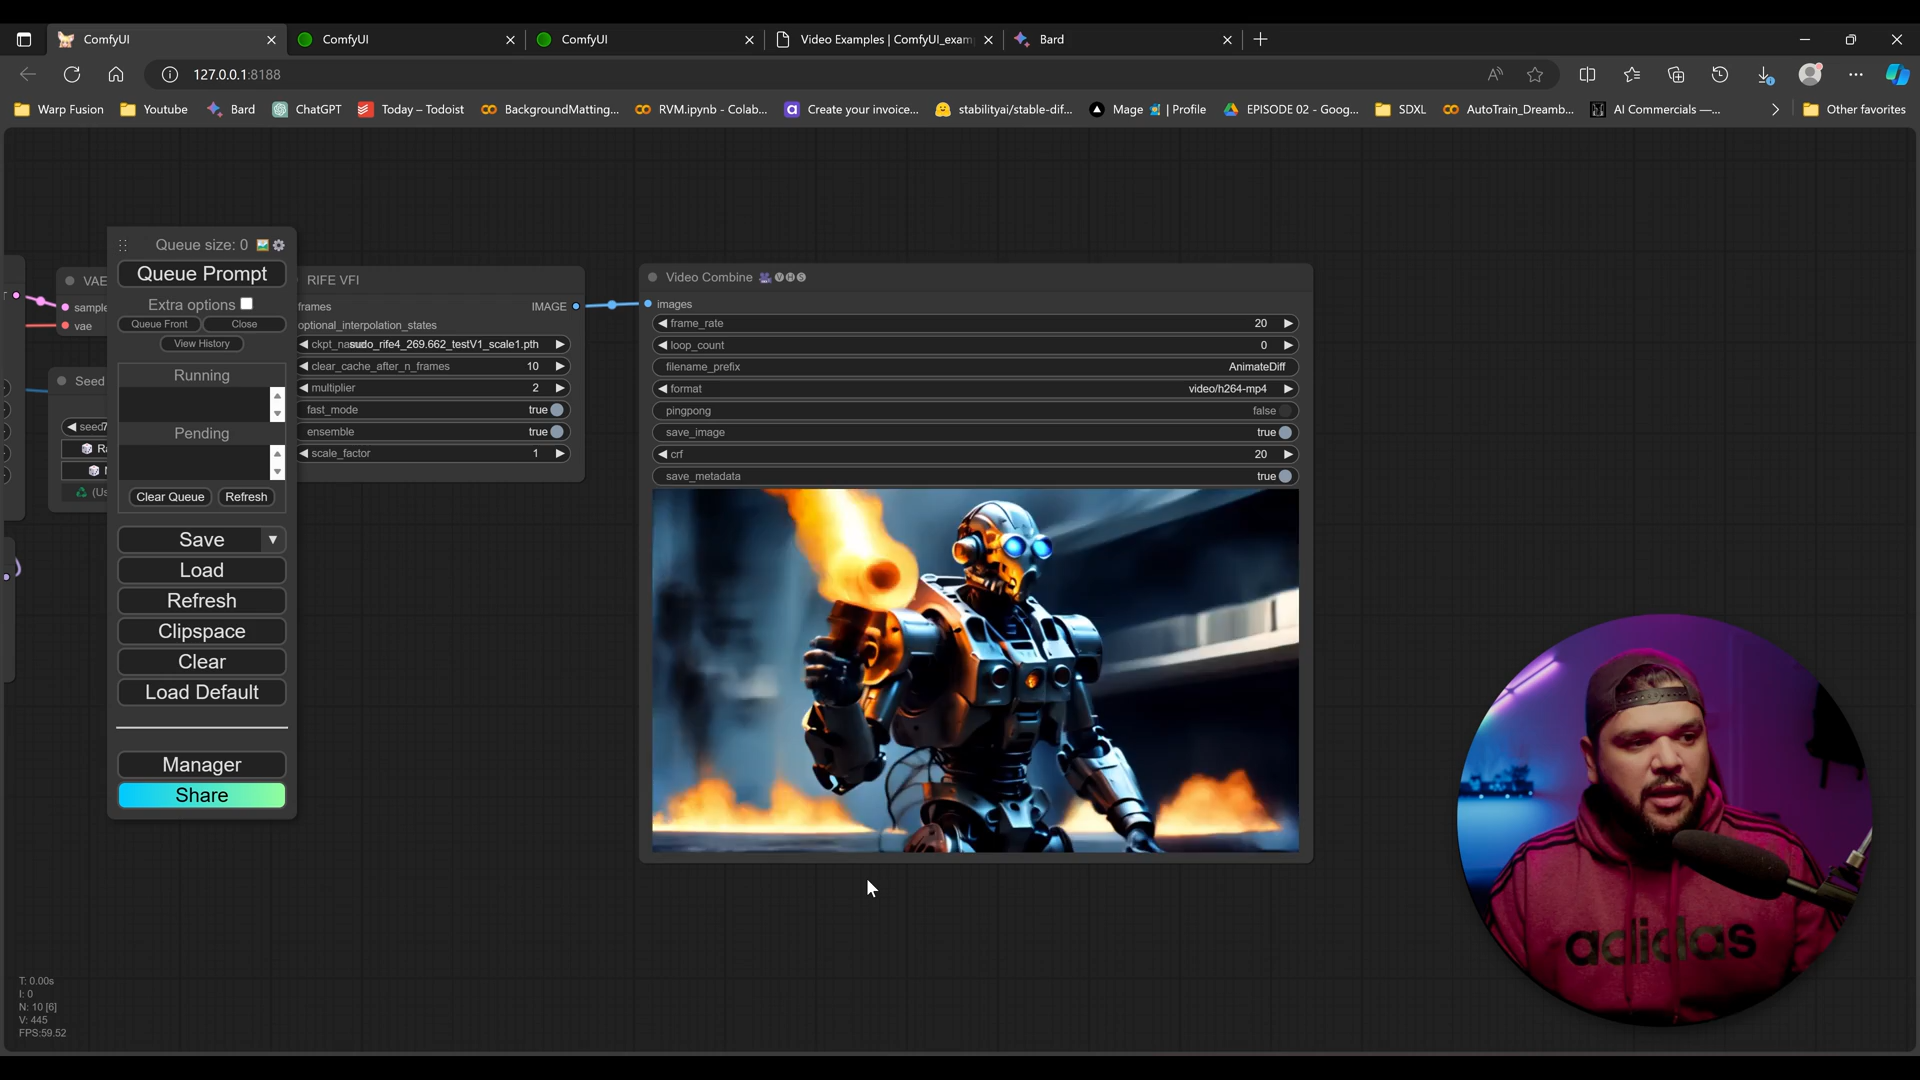 ComfyUI
ComfyUI
ComfyUI
Video Examples | ComfyUI_exam
Bard
127.0.0.1:8188
Warp Fusion
Youtube
Bard
ChatGPT
Today – Todoist
BackgroundMatting...
RVM.ipynb - Colab...
Create your invoice...
stabilityai/stable-dif...
Mage | Profile
EPISODE 02 - Goog...
SDXL
AutoTrain_Dreamb...
AI Commercials —...
Other favorites
Queue size: 0
Queue Prompt
Extra options
Queue Front
Close
View History
Running
Pending
Clear Queue
Refresh
Save
Load
Refresh
Clipspace
Clear
Load Default
Manager
Share
VAE
sample
vae
Seed
seed7
RIFE VFI
frames
IMAGE
optional_interpolation_states
sudo_rife4_269.662_testV1_scale1.pth
clear_cache_after_n_frames 10
multiplier 2
fast_mode true
ensemble true
scale_factor 1
Video Combine VHS
images
frame_rate 20
loop_count 0
filename_prefix AnimateDiff
format video/h264-mp4
pingpong false
save_image true
crf 20
save_metadata true
adidas
T: 0.00s
I: 0
N: 10 [6]
V: 445
FPS:59.52